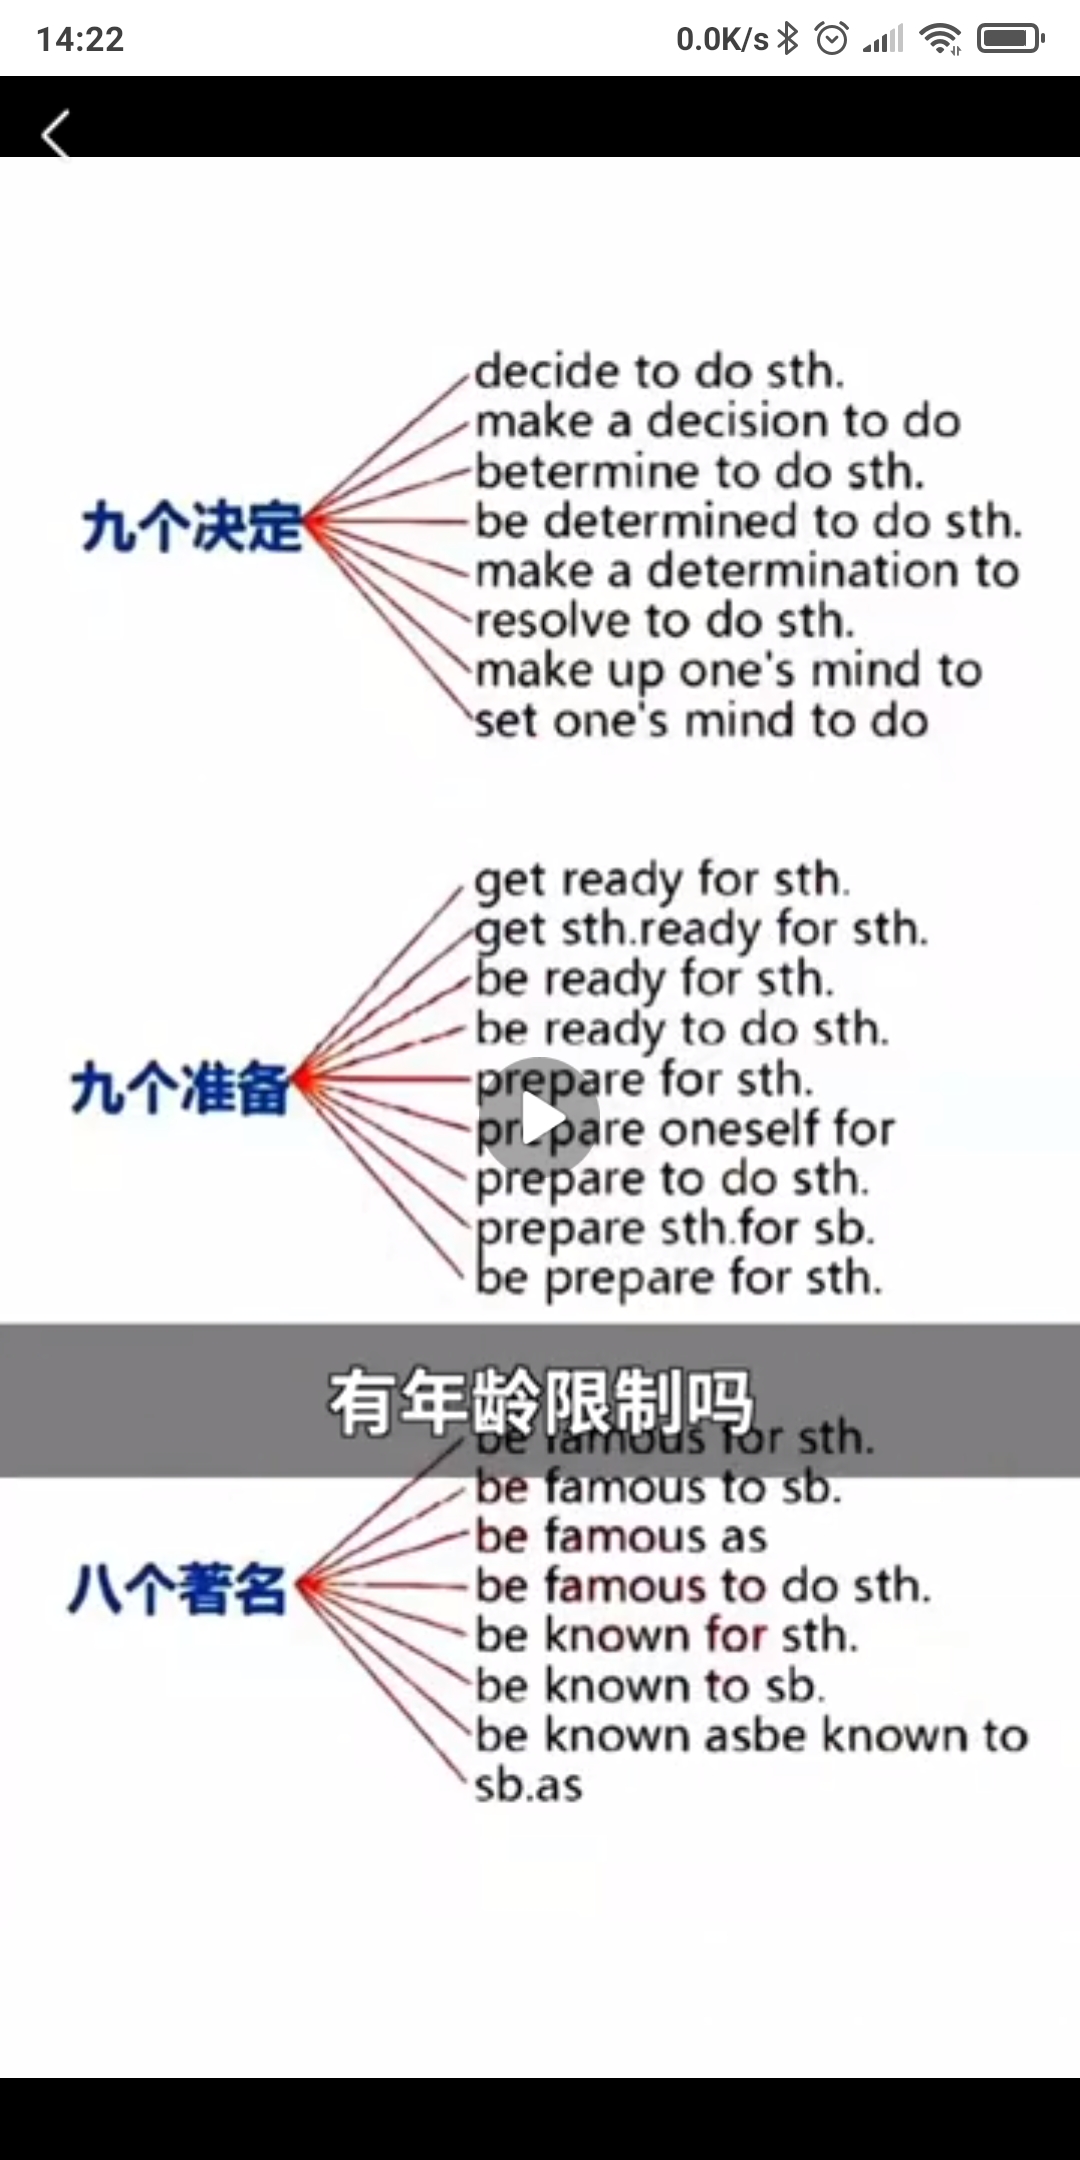 14:22
0.0K/s
decide to do sth.
make a decision to do
betermine to do sth.
九个决定
be determined to do sth.
make a determination to
resolve to do sth.
make up one's mind to
set one's mind to do
get ready for sth.
get sth.ready for sth.
be ready for sth.
be ready to do sth.
九个准备
prepare for sth.
prepare oneself for
prepare to do sth.
prepare sth.for sb.
be prepare for sth.
有年龄限制吗
be famous for sth.
be famous to sb.
be famous as
八个著名
be famous to do sth.
be known for sth.
be known to sb.
be known asbe known to
sb.as